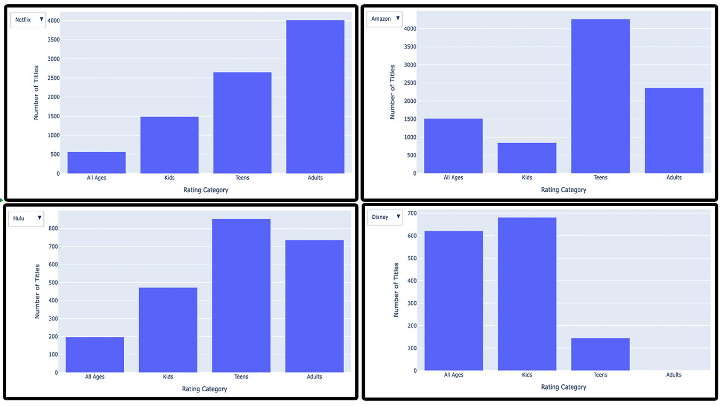 Netflix
4000
3500
3000
2500
2000
1500
1000
500
0
Number of Titles
All Ages Kids Teens Adults
Rating Category
Amazon
4000
3500
3000
2500
2000
1500
1000
500
0
Number of Titles
All Ages Kids Teens Adults
Rating Category
Hulu
800
700
600
500
400
300
200
100
0
Number of Titles
All Ages Kids Teens Adults
Rating Category
Disney
700
600
500
400
300
200
100
0
Number of Titles
All Ages Kids Teens Adults
Rating Category